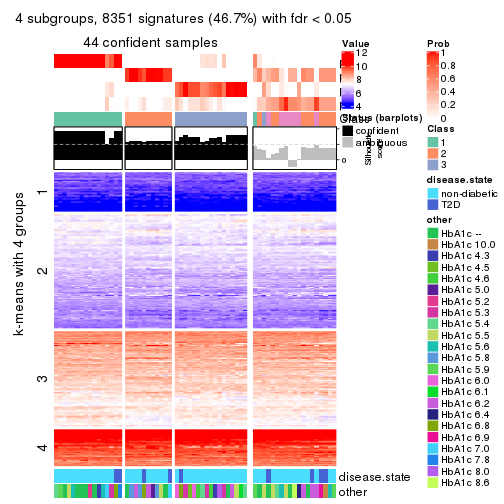 4 subgroups, 8351 signatures (46.7%) with fdr < 0.05
44 confident samples
k-means with 4 groups
1
2
3
4
Class
Silhouette
score
0
disease.state
other
Value
12
10
8
6
4
Status (barplots)
confident
ambiguous
Prob
1
0.8
0.6
0.4
0.2
0
Class
1
2
3
disease.state
non-diabetic
T2D
other
HbA1c --
HbA1c 10.0
HbA1c 4.3
HbA1c 4.5
HbA1c 4.6
HbA1c 5.0
HbA1c 5.2
HbA1c 5.3
HbA1c 5.4
HbA1c 5.5
HbA1c 5.6
HbA1c 5.8
HbA1c 5.9
HbA1c 6.0
HbA1c 6.1
HbA1c 6.2
HbA1c 6.4
HbA1c 6.8
HbA1c 6.9
HbA1c 7.0
HbA1c 7.8
HbA1c 8.0
HbA1c 8.6